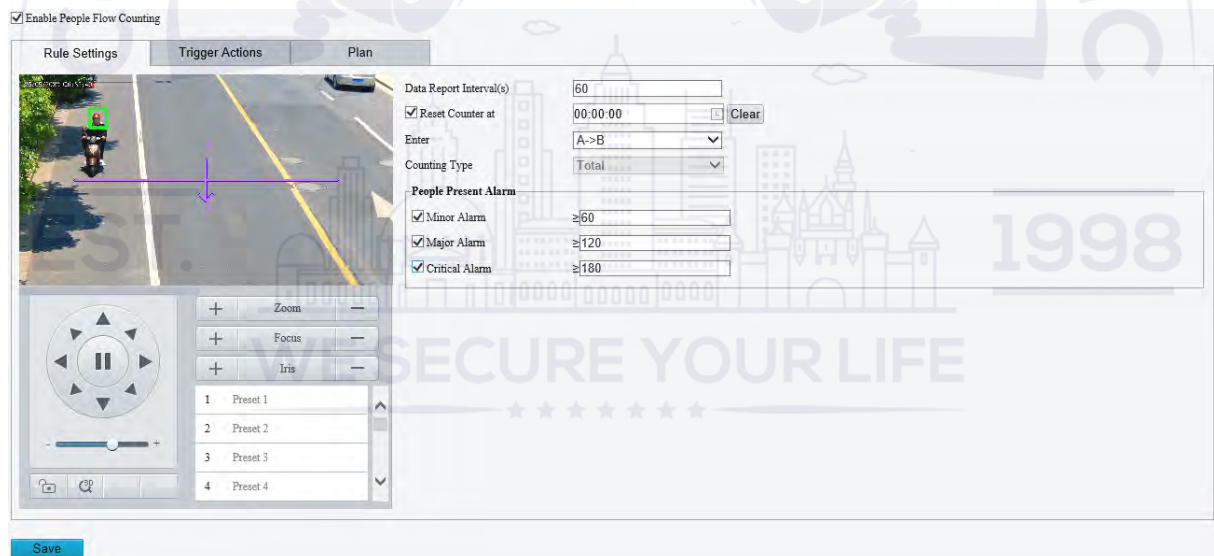 Enable People Flow Counting
Rule Settings
Trigger Actions
Plan
Data Report Interval(s) 60
Reset Counter at 00:00:00 Clear
Enter A->B
Counting Type Total
People Present Alarm
Minor Alarm ≥60
Major Alarm ≥120
Critical Alarm ≥180
+ Zoom −
+ Focus −
+ Iris −
1 Preset 1
2 Preset 2
3 Preset 3
4 Preset 4
- +
3D
Save
EST. 1998
WE SECURE YOUR LIFE